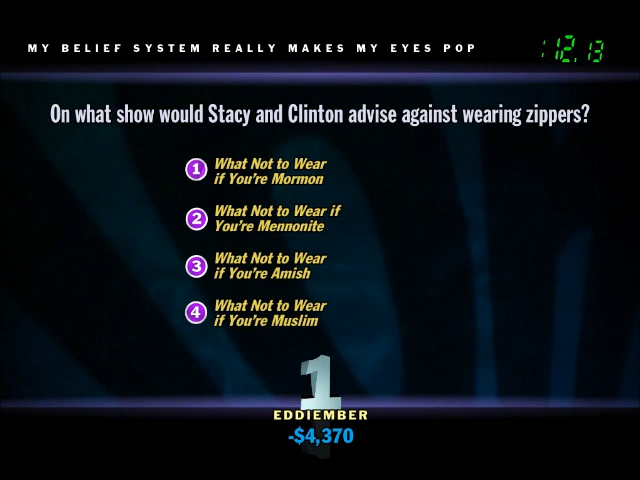 MY BELIEF SYSTEM REALLY MAKES MY EYES POP
12.13
On what show would Stacy and Clinton advise against wearing zippers?
1 What Not to Wear
if You're Mormon
2 What Not to Wear if
You're Mennonite
3 What Not to Wear
if You're Amish
4 What Not to Wear
if You're Muslim
1
EDDIEMBER
-$4,370